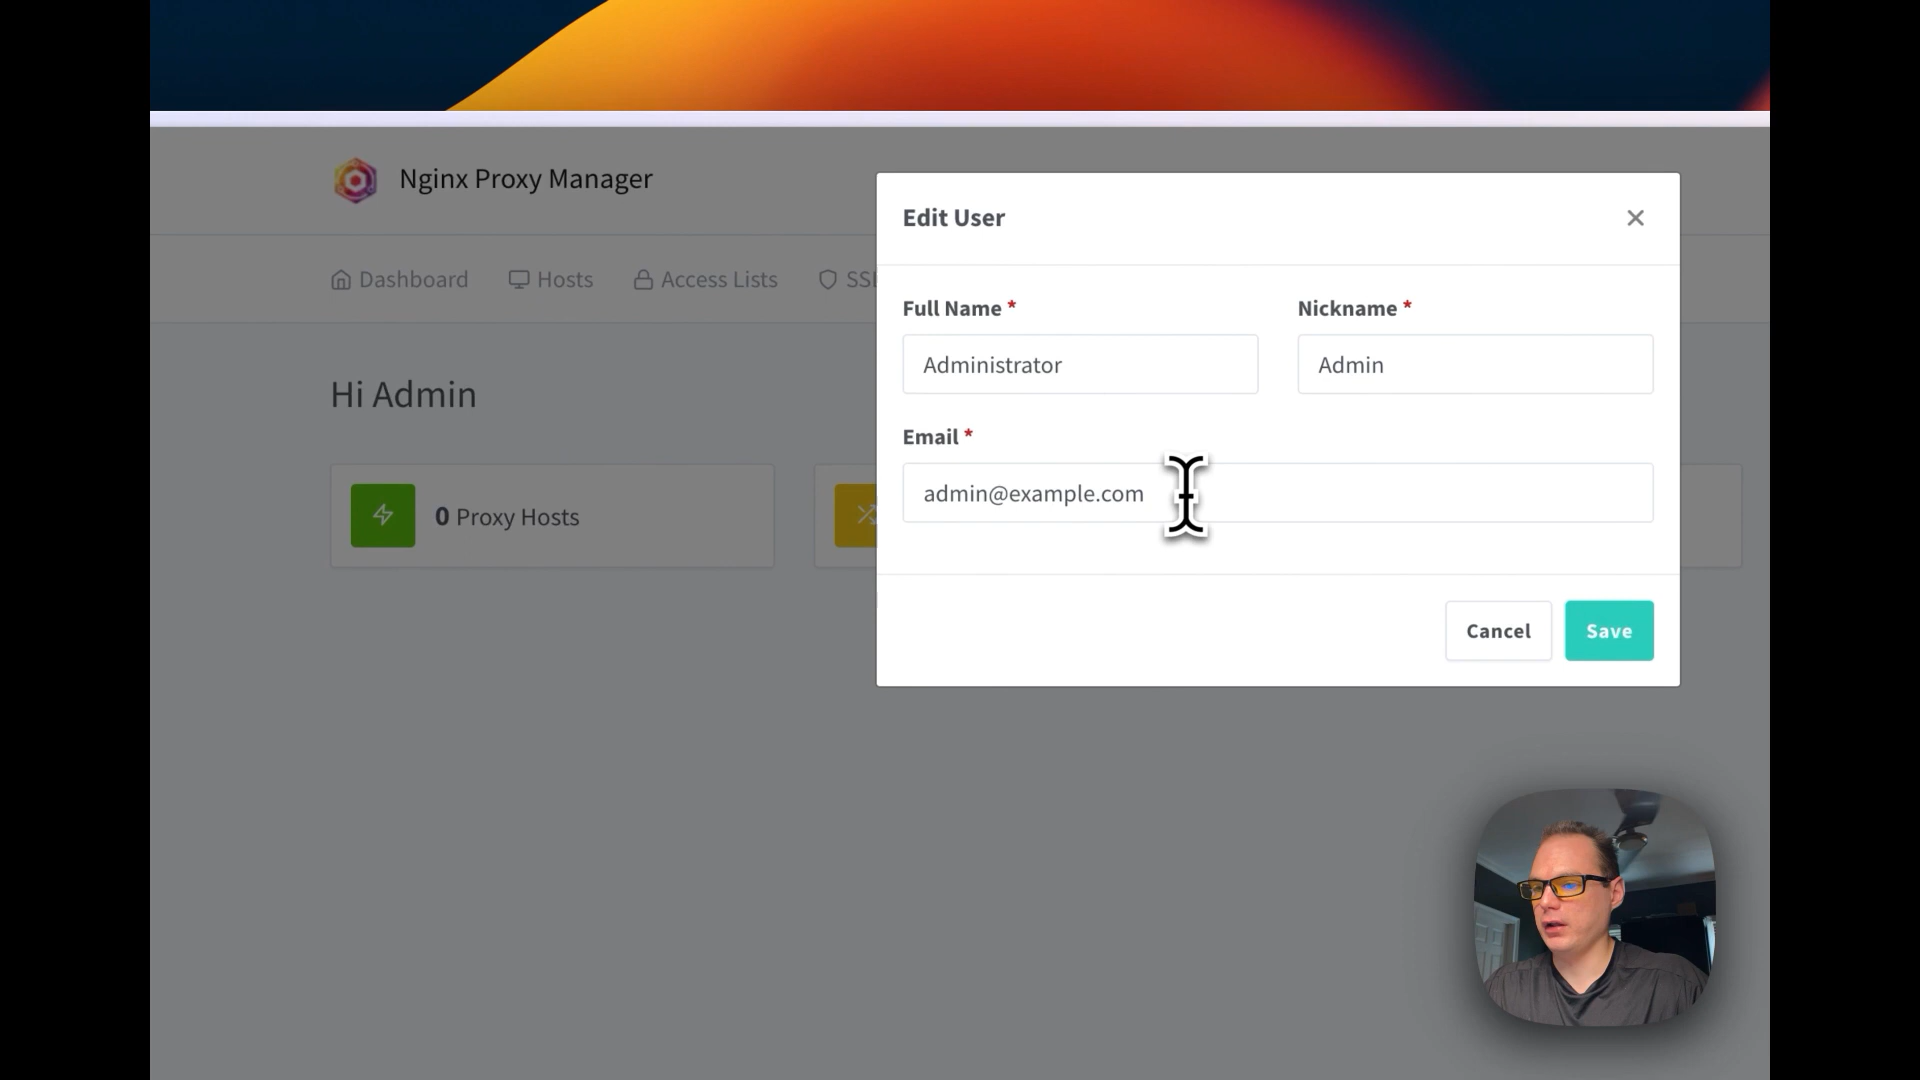 Nginx Proxy Manager
Edit User
Dashboard
Hosts
Access Lists
Full Name *
Nickname *
Administrator
Admin
Hi Admin
Email *
admin@example.com
0 Proxy Hosts
Cancel
Save